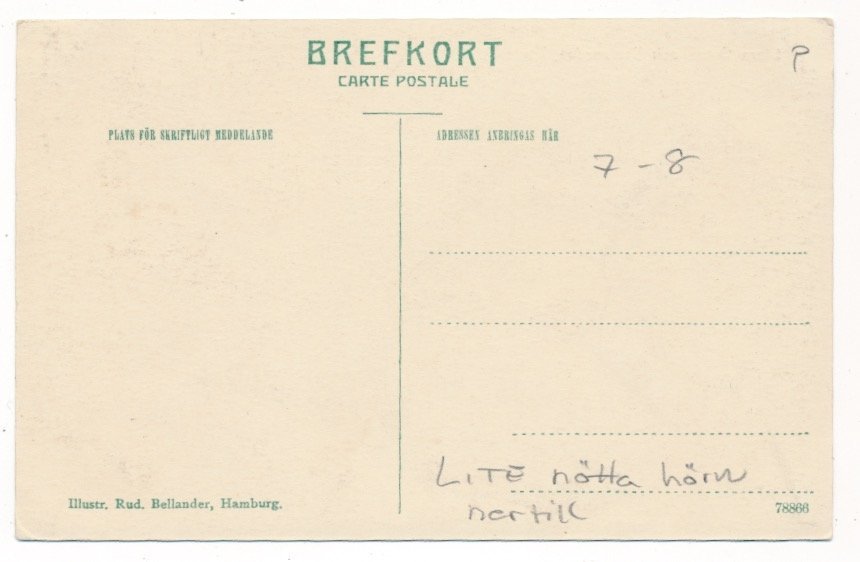 BREFKORT
CARTE POSTALE
P
PLATS FÖR SKRIFTLIGT MEDDELANDE
ADRESSEN ANBRINGAS HÄR
7-8
LITE nötta hörn
nertill
Illustr. Rud. Bellander, Hamburg.
78866